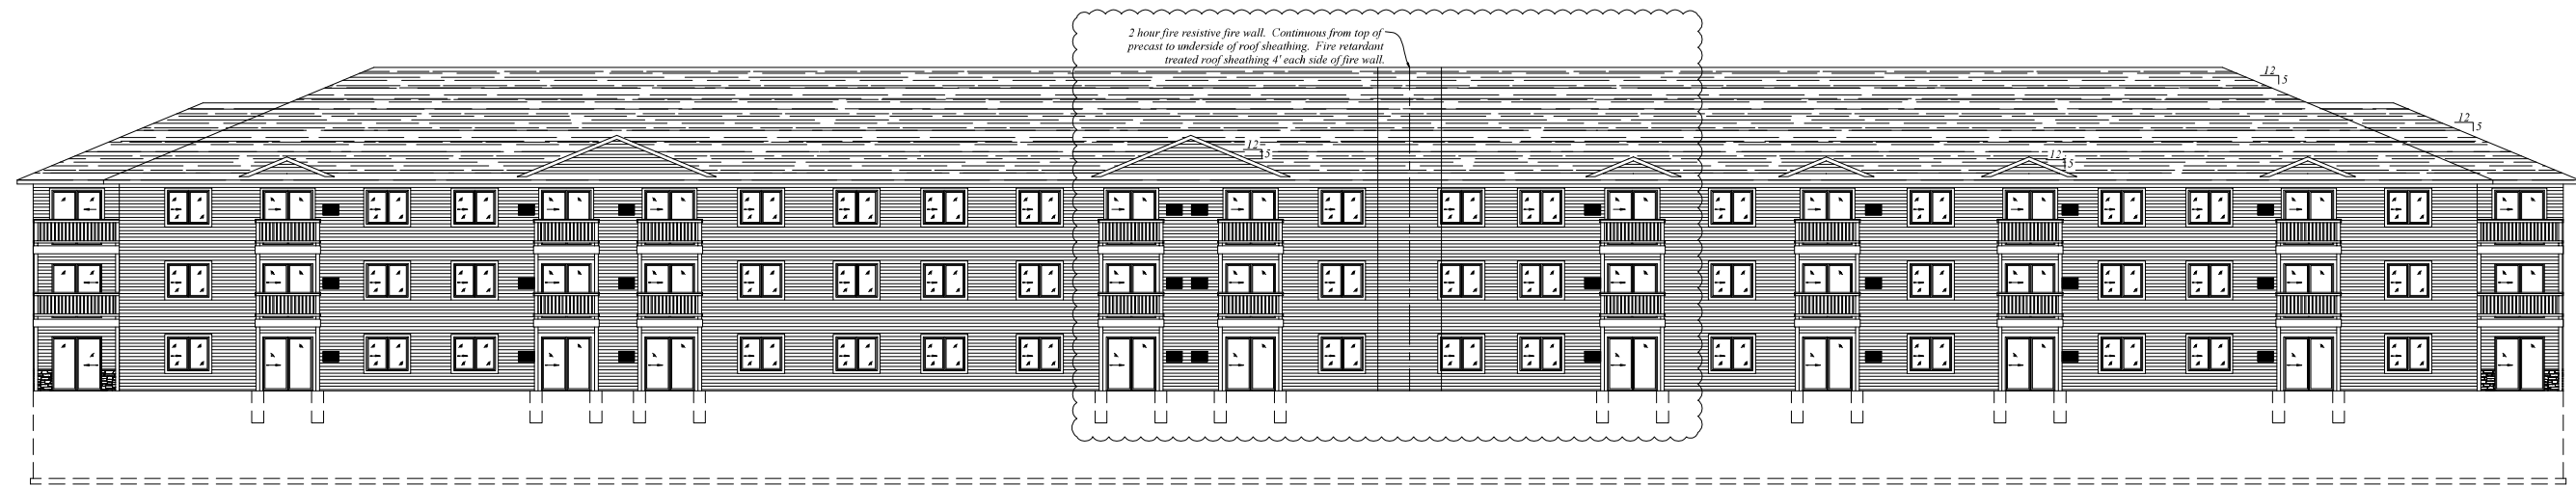 2 hour fire resistive fire wall. Continuous from top of
precast to underside of roof sheathing. Fire retardant
treated roof sheathing 4' each side of fire wall.
12
5
12
5
12
5
12
5